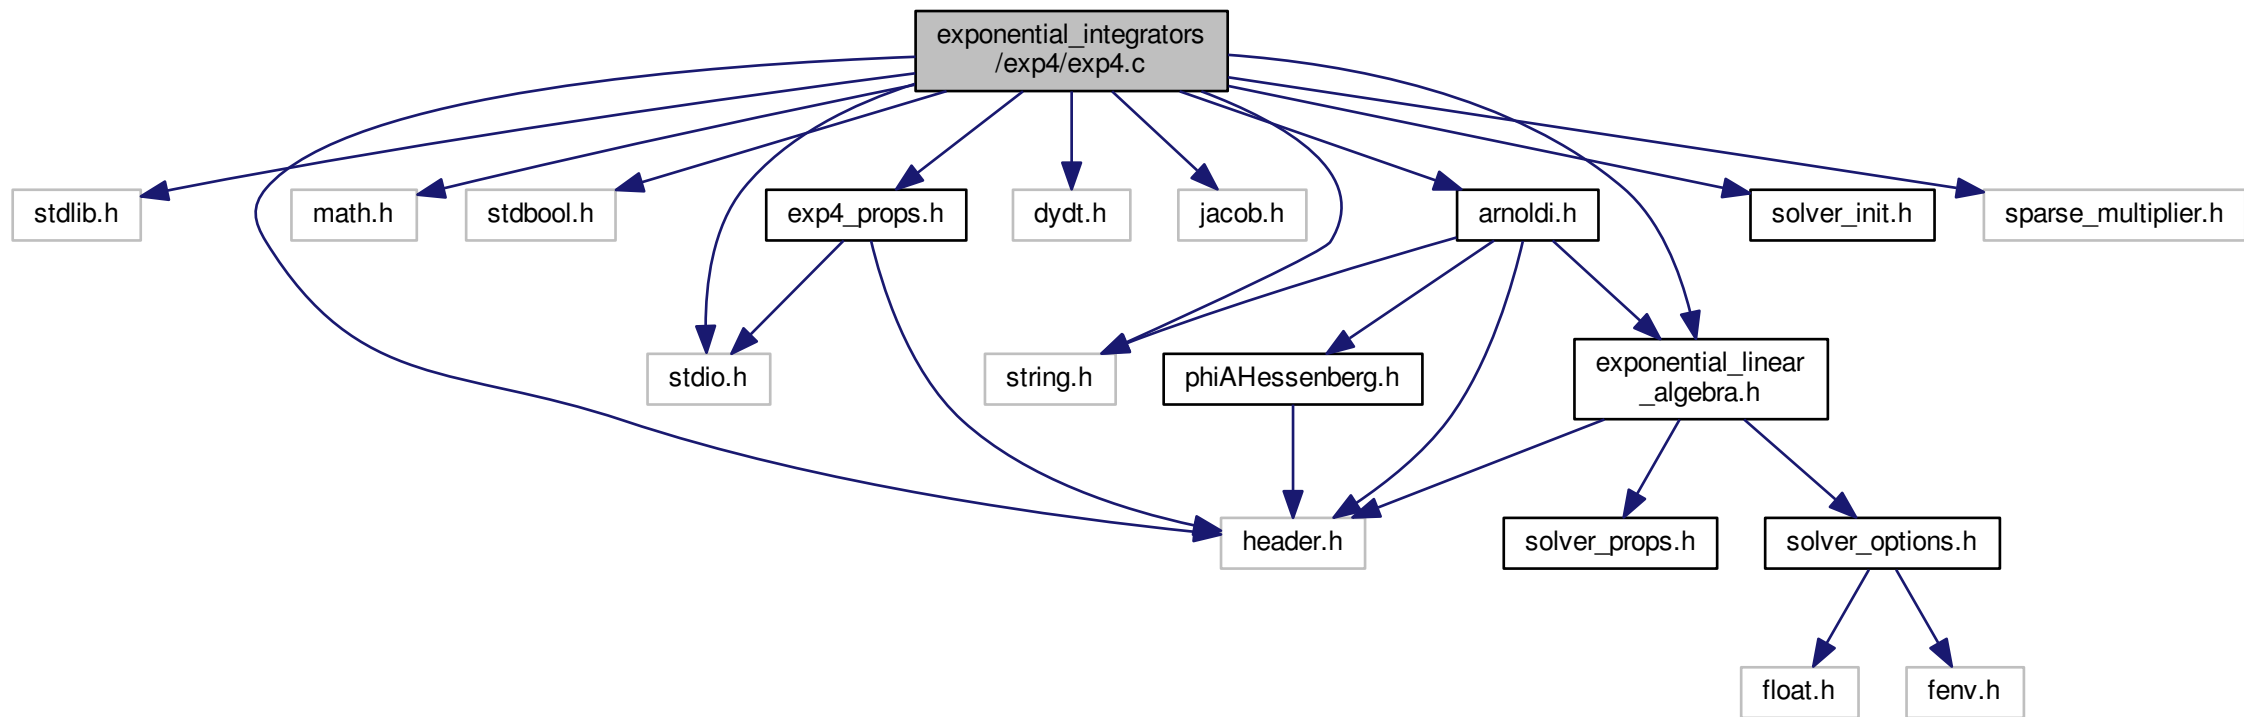 exponential_integrators
/exp4/exp4.c
stdlib.h
math.h
stdbool.h
exp4_props.h
dydt.h
jacob.h
arnoldi.h
solver_init.h
sparse_multiplier.h
stdio.h
string.h
phiAHessenberg.h
exponential_linear
_algebra.h
header.h
solver_props.h
solver_options.h
float.h
fenv.h